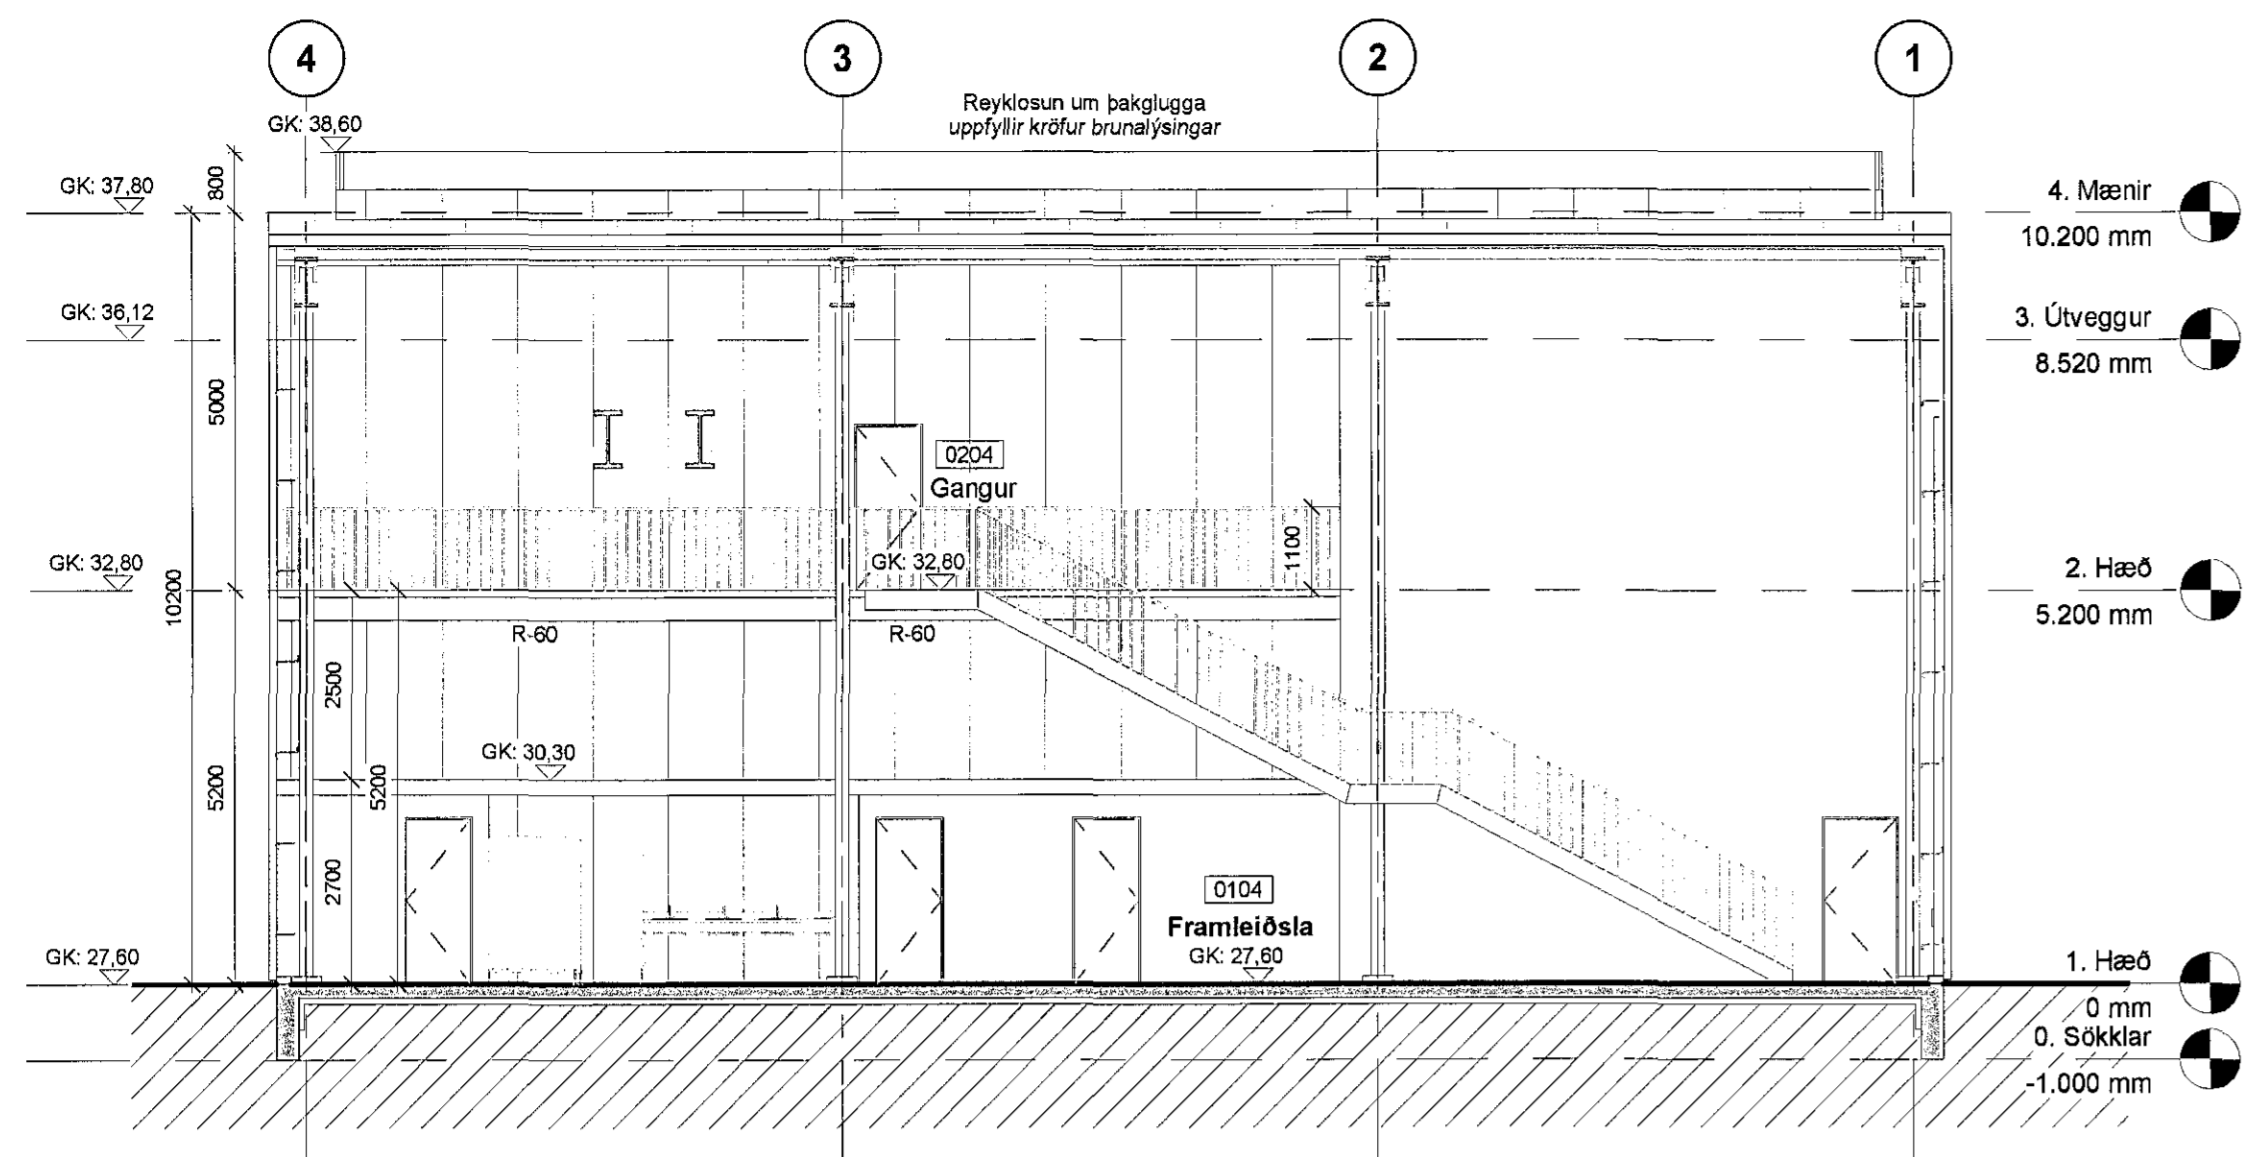 4
3
2
1
Reyklosun um þakglugga
uppfyllir kröfur brunalýsingar
GK: 38,60
800
GK: 37,80
4. Mænir
10.200 mm
GK: 36,12
3. Útveggur
8.520 mm
5000
0204
Gangur
1100
GK: 32,80
GK: 32,80
2. Hæð
5.200 mm
10200
R-60
R-60
2500
GK: 30,30
5200
5200
2700
0104
Framleiðsla
GK: 27,60
GK: 27,60
1. Hæð
0 mm
0. Sökklar
-1.000 mm